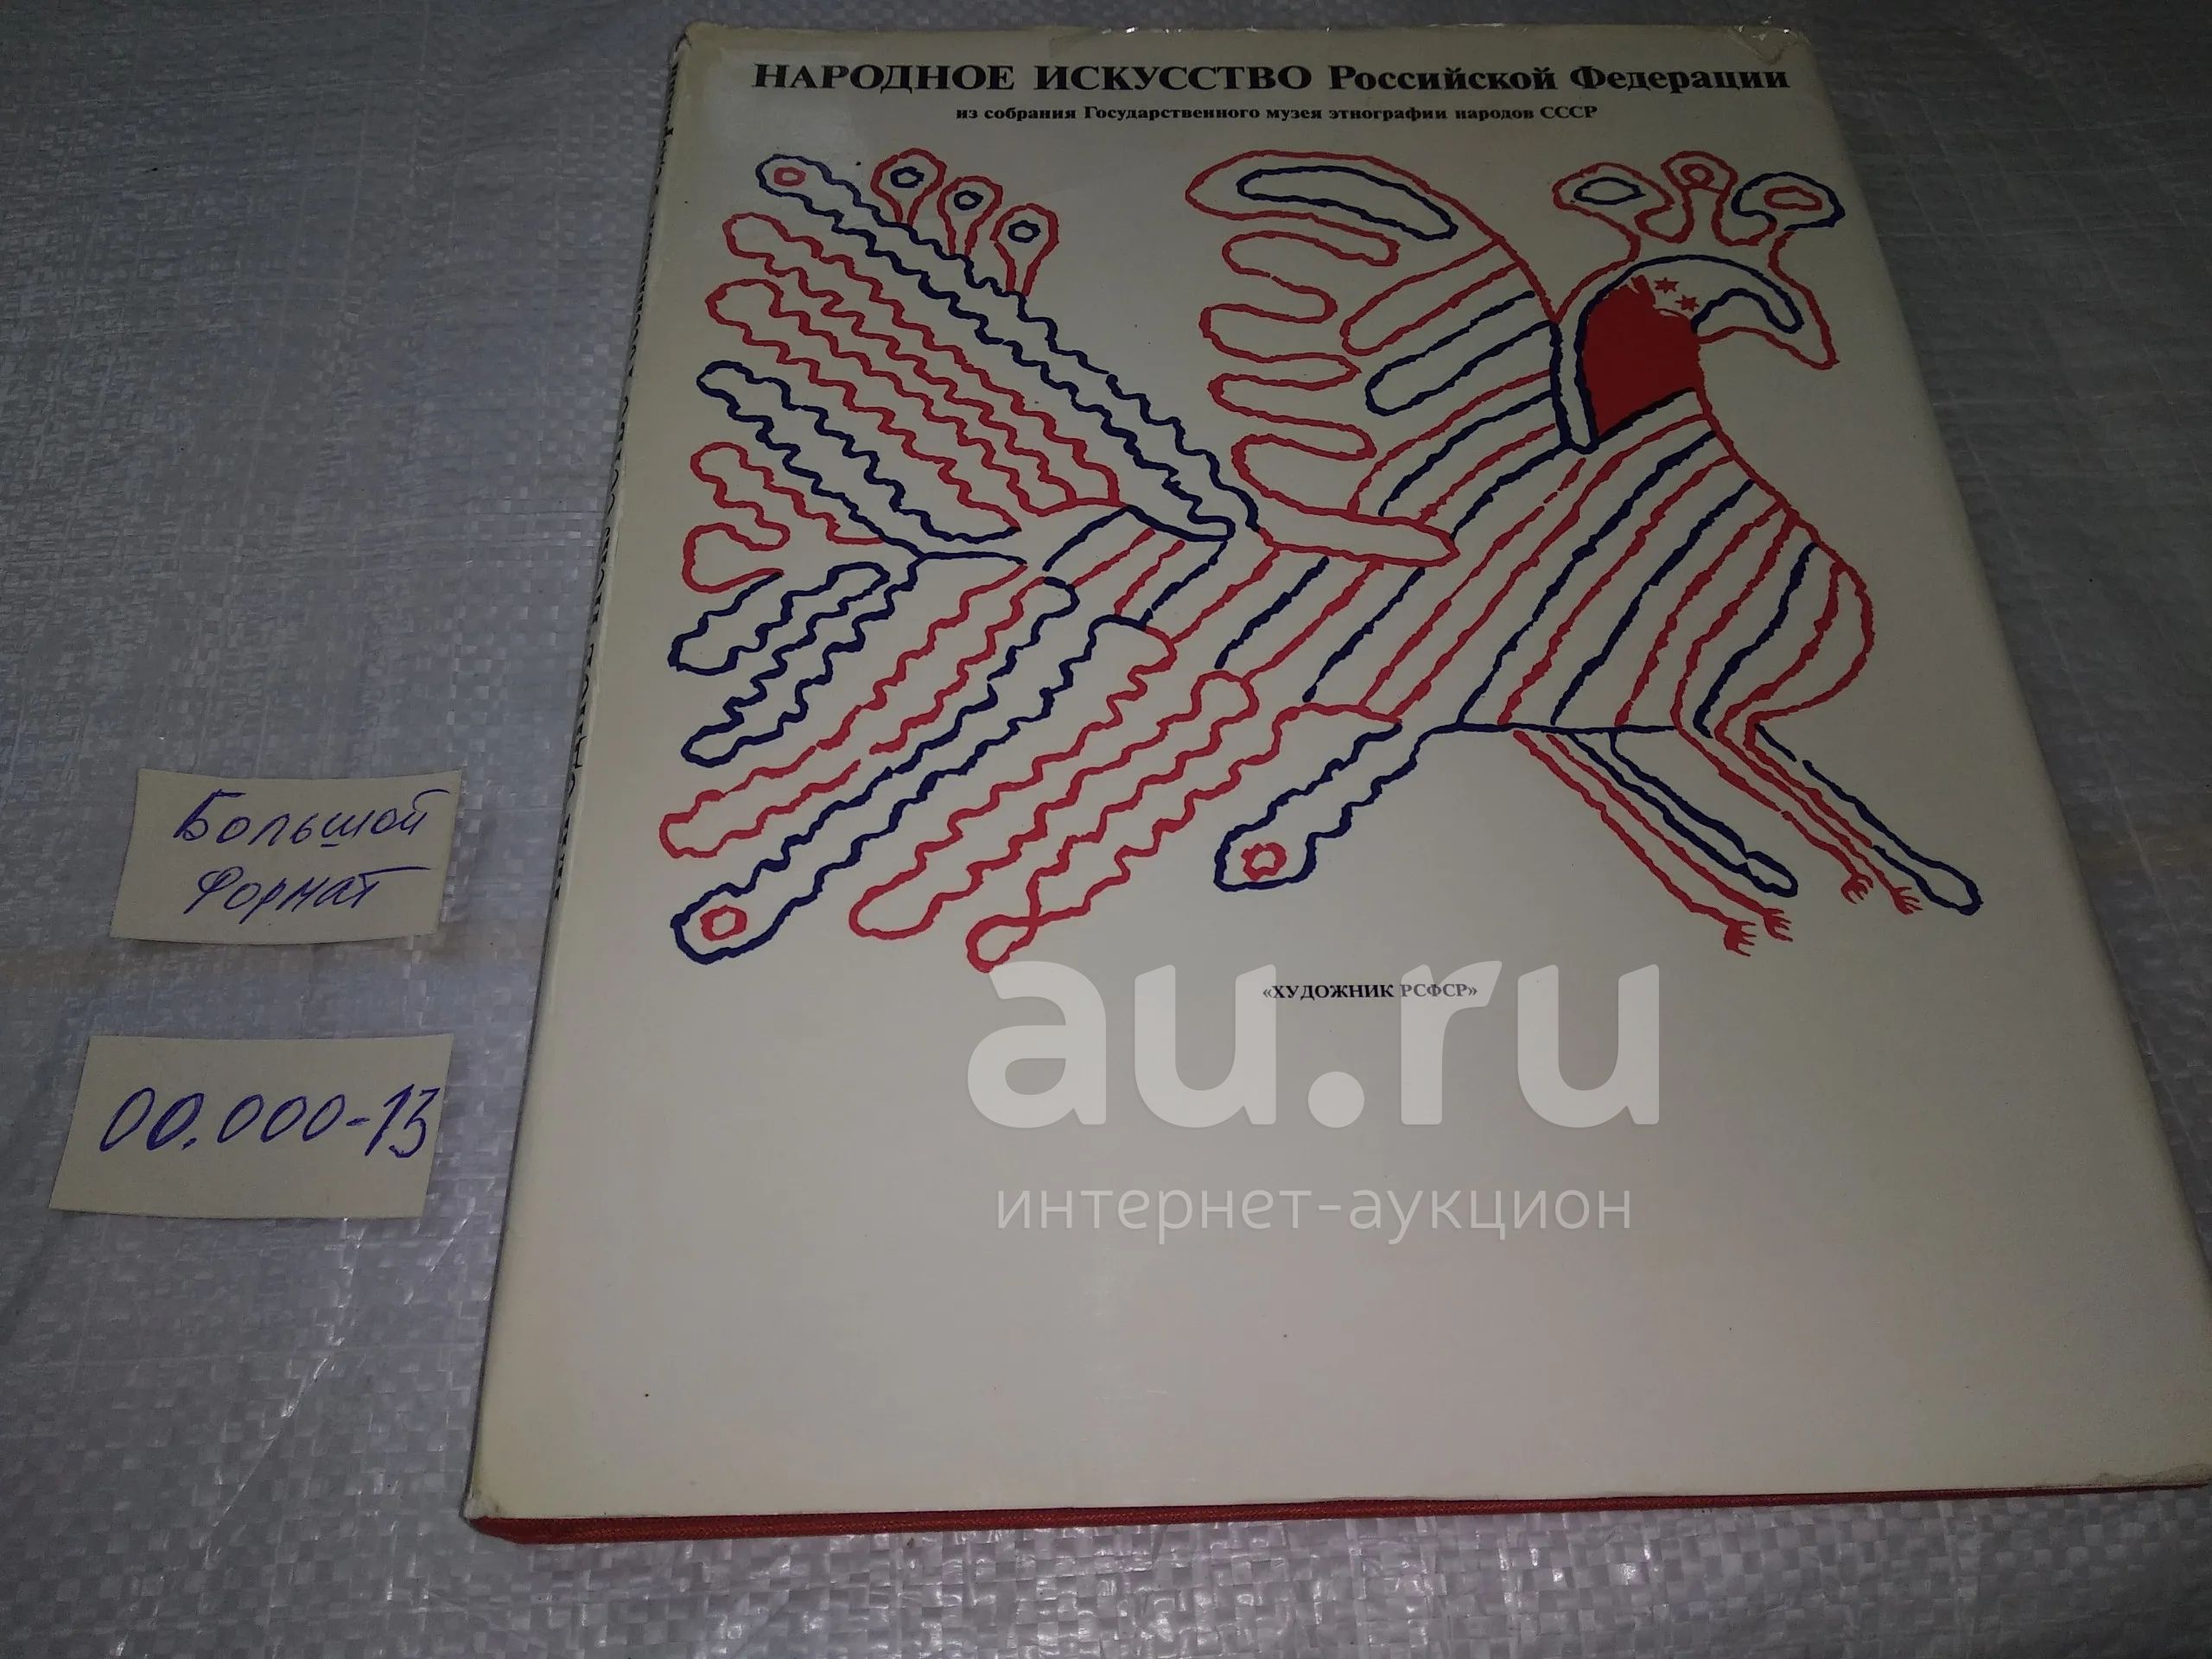 НАРОДНОЕ ИСКУССТВО Российской Федерации
из собрания Государственного музея этнографии народов СССР
«ХУДОЖНИК РСФСР»
Большой
формат
00.000-13
au.ru
интернет-аукцион